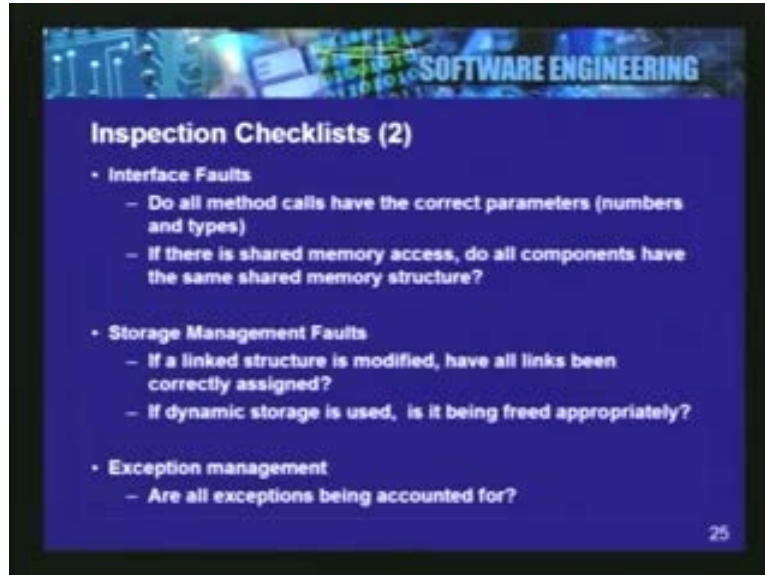 SOFTWARE ENGINEERING
Inspection Checklists (2)
• Interface Faults
– Do all method calls have the correct parameters (numbers
and types)
– If there is shared memory access, do all components have
the same shared memory structure?
• Storage Management Faults
– If a linked structure is modified, have all links been
correctly assigned?
– If dynamic storage is used, is it being freed appropriately?
• Exception management
– Are all exceptions being accounted for?
25